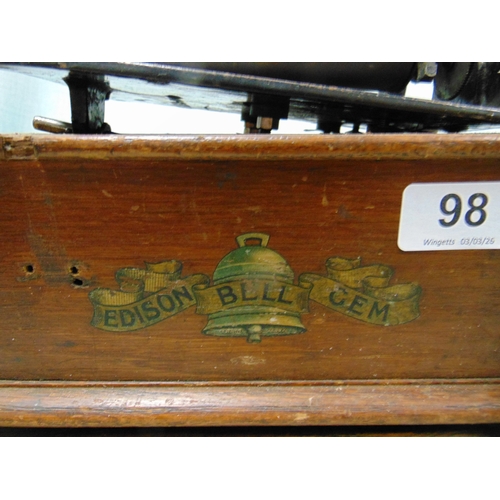 98
Wingetts 03/03/26
EDISON BELL GEM